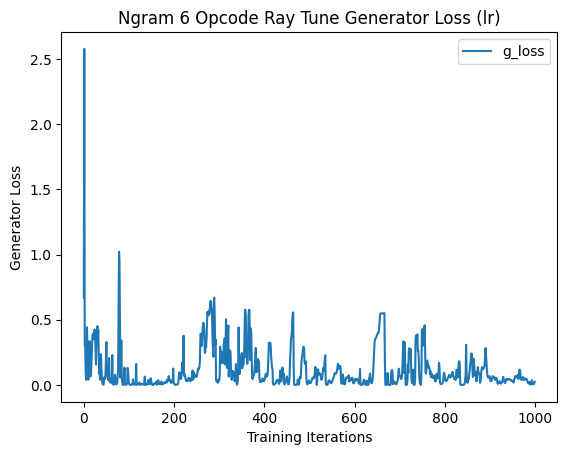 Ngram 6 Opcode Ray Tune Generator Loss (lr)
g_loss
2.5
2.0
1.5
1.0
0.5
0.0
Generator Loss
0 200 400 600 800 1000
Training Iterations